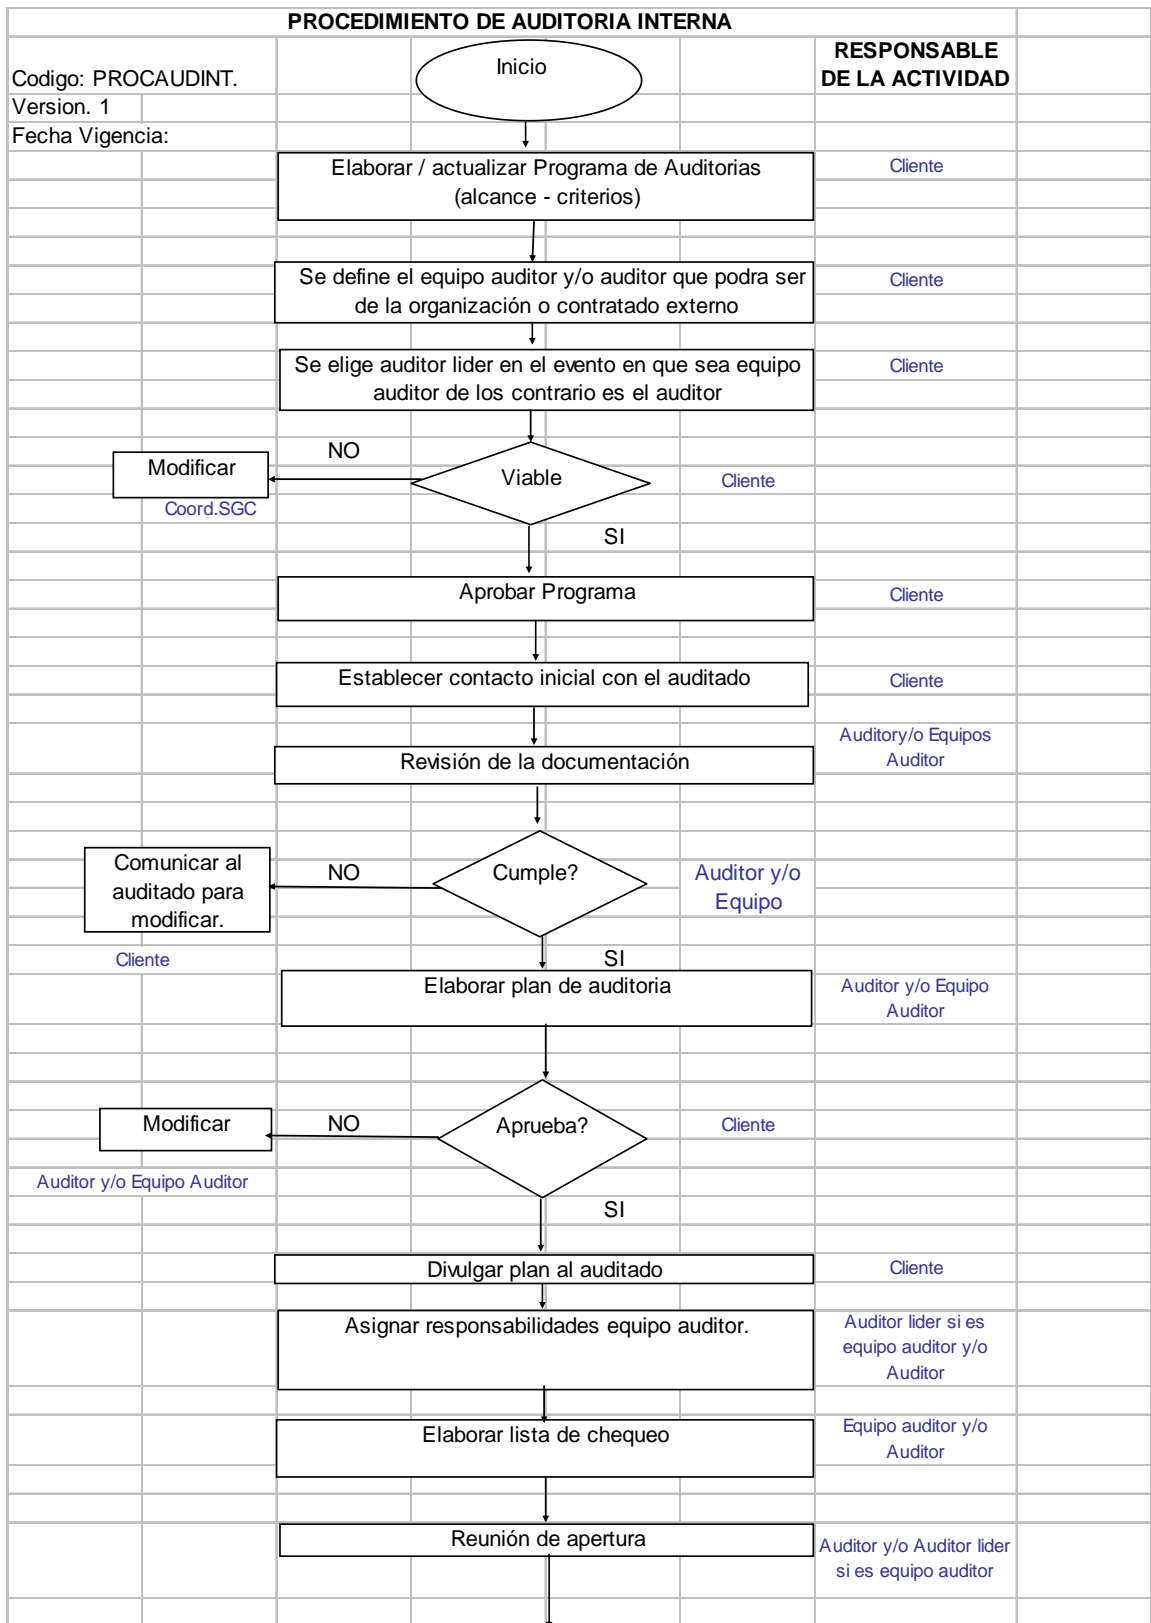 PROCEDIMIENTO DE AUDITORIA INTERNA
RESPONSABLE
DE LA ACTIVIDAD
Inicio
Codigo: PROCAUDINT.
Version. 1
Fecha Vigencia:
Elaborar / actualizar Programa de Auditorias
(alcance - criterios)
Cliente
Se define el equipo auditor y/o auditor que podra ser
de la organización o contratado externo
Cliente
Se elige auditor lider en el evento en que sea equipo
auditor de los contrario es el auditor
Cliente
NO
Modificar
Viable
Cliente
Coord.SGC
SI
Aprobar Programa
Cliente
Establecer contacto inicial con el auditado
Cliente
Auditory/o Equipos
Auditor
Revisión de la documentación
Comunicar al
auditado para
modificar.
NO
Cumple?
Auditor y/o
Equipo
Cliente
SI
Elaborar plan de auditoria
Auditor y/o Equipo
Auditor
Modificar
NO
Aprueba?
Cliente
Auditor y/o Equipo Auditor
SI
Divulgar plan al auditado
Cliente
Asignar responsabilidades equipo auditor.
Auditor lider si es
equipo auditor y/o
Auditor
Elaborar lista de chequeo
Equipo auditor y/o
Auditor
Reunión de apertura
Auditor y/o Auditor lider
si es equipo auditor